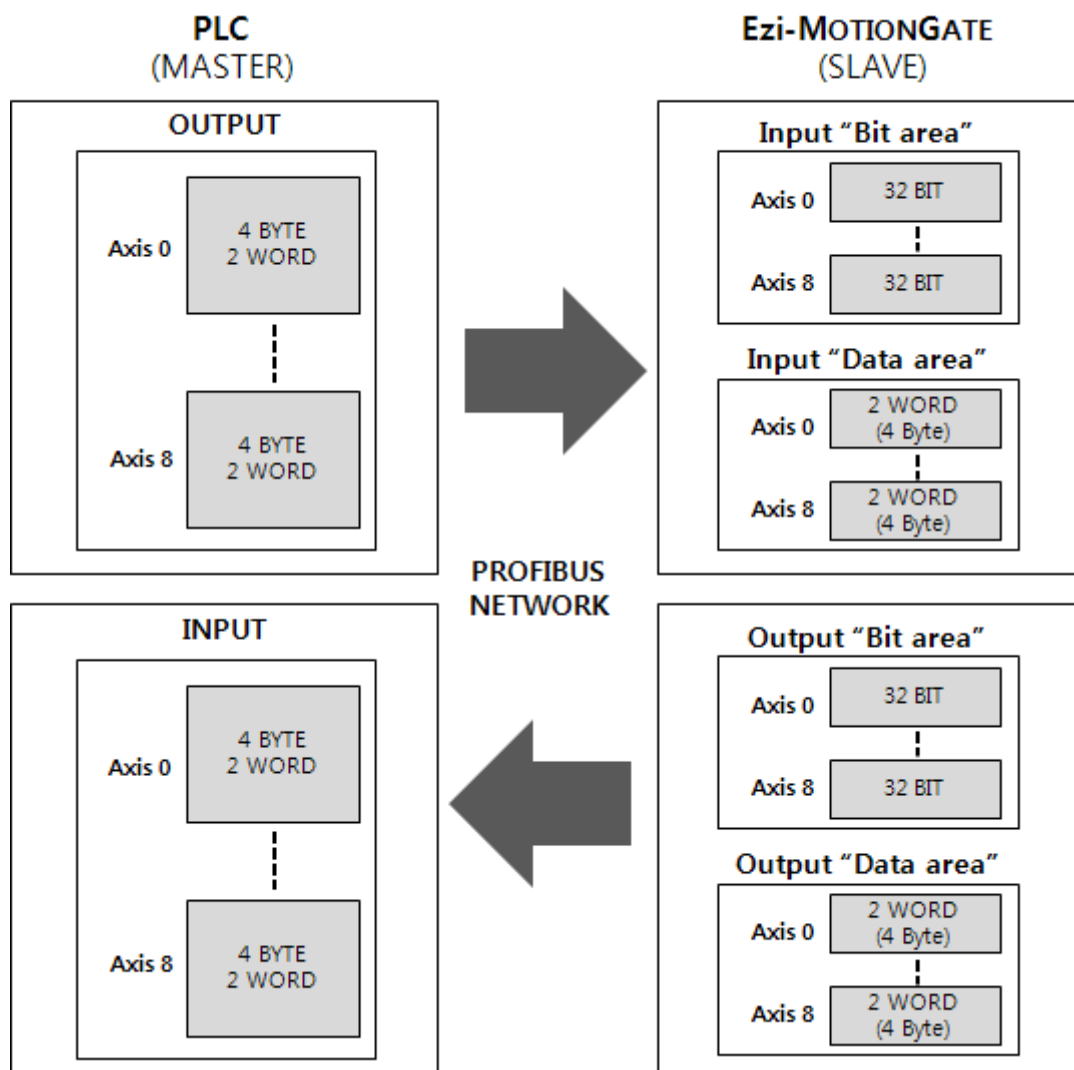 PLC
(MASTER)
OUTPUT
Axis 0
4 BYTE
2 WORD
Axis 8
4 BYTE
2 WORD
INPUT
Axis 0
4 BYTE
2 WORD
Axis 8
4 BYTE
2 WORD
PROFIBUS
NETWORK
Ezi-MOTIONGATE
(SLAVE)
Input “Bit area”
Axis 0
32 BIT
Axis 8
32 BIT
Input “Data area”
Axis 0
2 WORD
(4 Byte)
Axis 8
2 WORD
(4 Byte)
Output “Bit area”
Axis 0
32 BIT
Axis 8
32 BIT
Output “Data area”
Axis 0
2 WORD
(4 Byte)
Axis 8
2 WORD
(4 Byte)